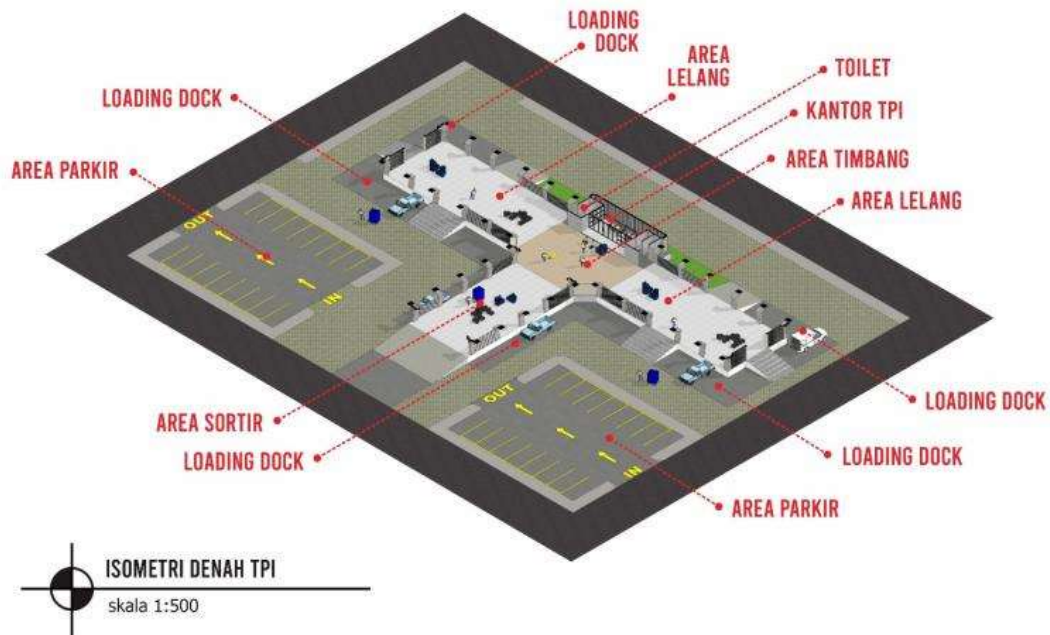 LOADING
DOCK
AREA
LELANG
TOILET
LOADING DOCK
KANTOR TPI
AREA PARKIR
AREA TIMBANG
AREA LELANG
OUT
IN
AREA SORTIR
LOADING DOCK
OUT
IN
LOADING DOCK
LOADING DOCK
AREA PARKIR
ISOMETRI DENAH TPI
skala 1:500